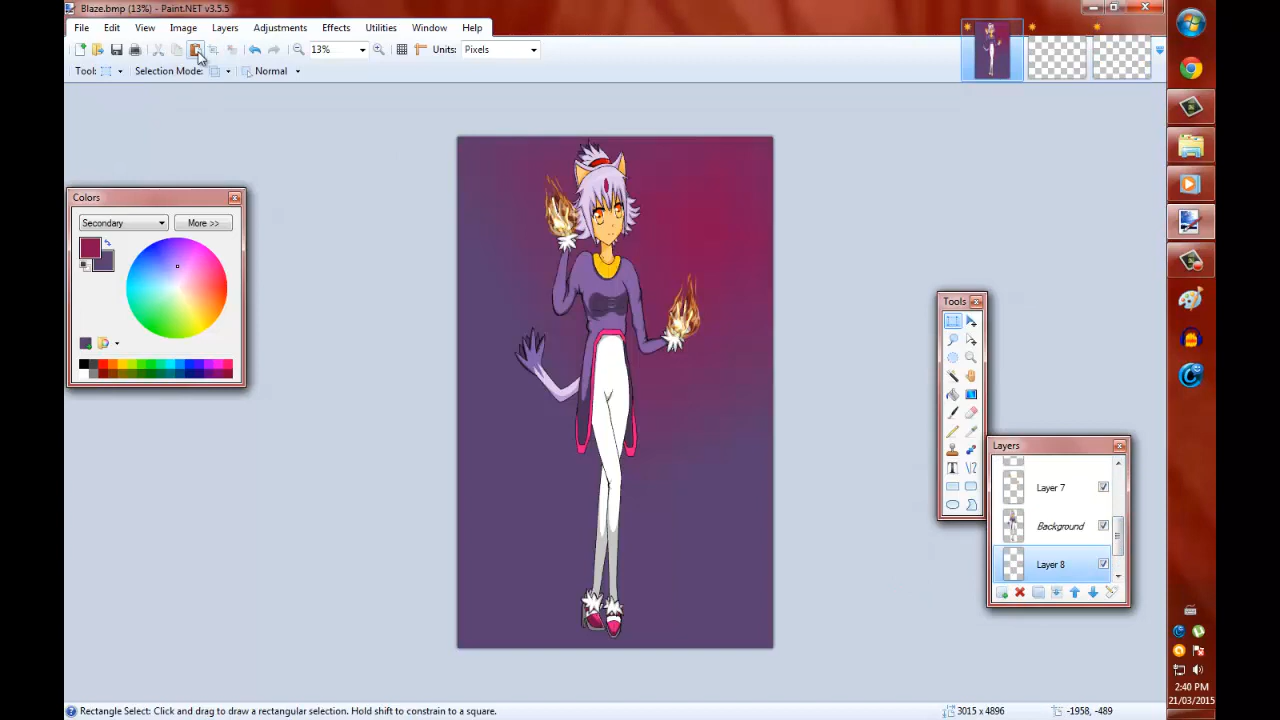 Blaze.bmp (13%) - Paint.NET v3.5.5
File Edit View Image Layers Adjustments Effects Utilities Window Help
13% Units: Pixels
Tool: Selection Mode: Normal
Colors
Secondary More >>
Tools
Layers
Layer 7
Background
Layer 8
2:40 PM
21/03/2015
Rectangle Select: Click and drag to draw a rectangular selection. Hold shift to constrain to a square. 3015 x 4896 -1958, -489